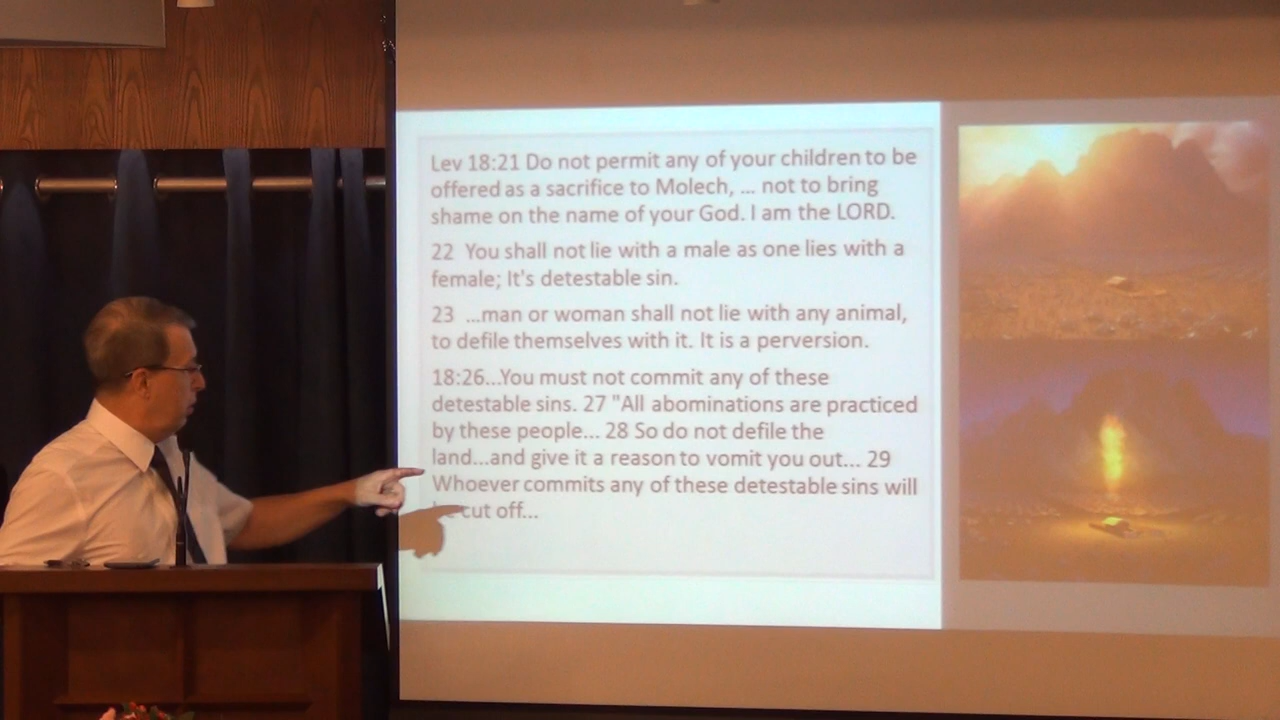 Lev 18:21 Do not permit any of your children to be
offered as a sacrifice to Molech, ... not to bring
shame on the name of your God. I am the LORD.
22 You shall not lie with a male as one lies with a
female; It's detestable sin.
23 ...man or woman shall not lie with any animal,
to defile themselves with it. It is a perversion.
18:26...You must not commit any of these
detestable sins. 27 "All abominations are practiced
by these people... 28 So do not defile the
land...and give it a reason to vomit you out... 29
Whoever commits any of these detestable sins will
cut off...